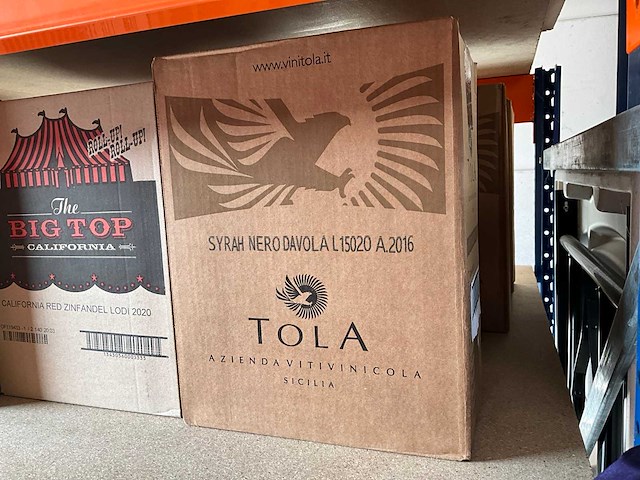 www.vinitola.it
SYRAH NERO DAVOLA L15020 A.2016
TOLA
AZIENDA VITIVINICOLA
SICILIA
ROLL-UP!
ROLL-UP!
The
BIG TOP
CALIFORNIA
CALIFORNIA RED ZINFANDEL LODI 2020